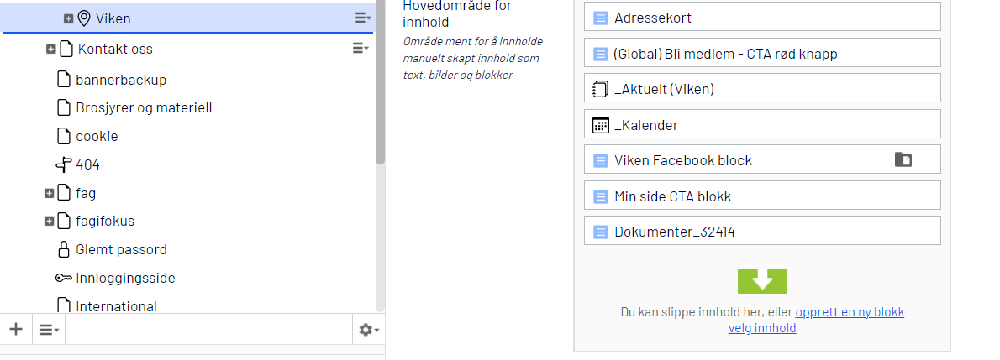 Viken
Kontakt oss
bannerbackup
Brosjyrer og materiell
cookie
404
fag
fagifokus
Glemt passord
Innloggingsside
International
Hovedområde for
innhold
Område ment for å innholde
manuelt skapt innhold som
text, bilder og blokker
Adressekort
(Global) Bli medlem - CTA rød knapp
_Aktuelt (Viken)
_Kalender
Viken Facebook block
Min side CTA blokk
Dokumenter_32414
Du kan slippe innhold her, eller opprett en ny blokk
velg innhold